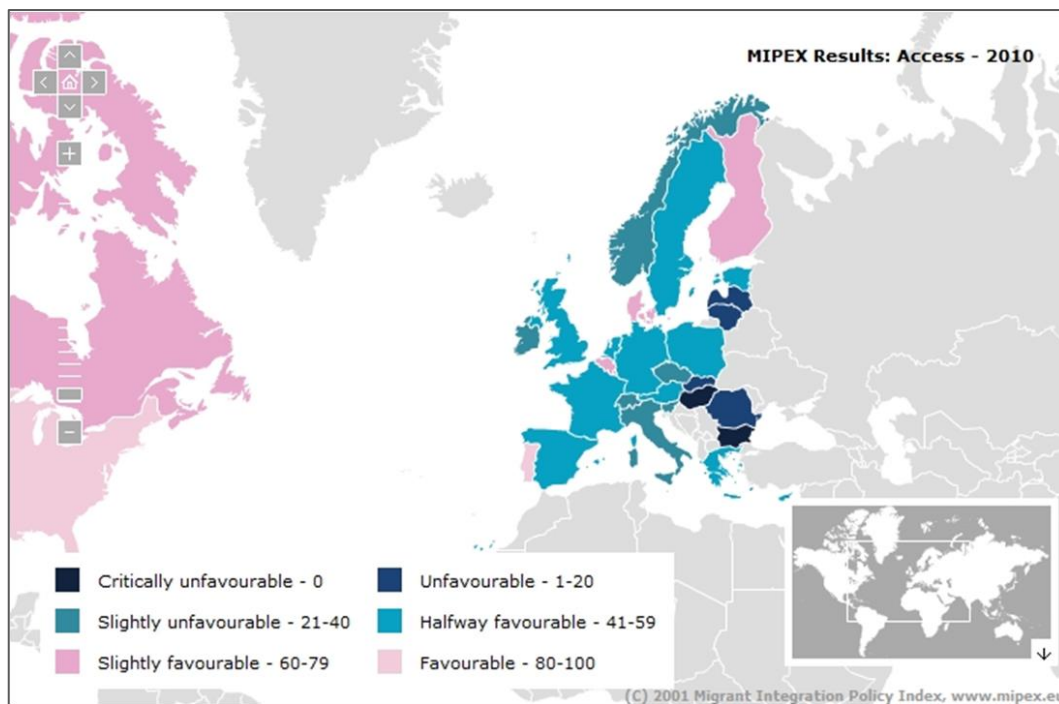 MIPEX Results: Access - 2010
Critically unfavourable - 0
Unfavourable - 1-20
Slightly unfavourable - 21-40
Halfway favourable - 41-59
Slightly favourable - 60-79
Favourable - 80-100
(C) 2001 Migrant Integration Policy Index, www.mipex.eu